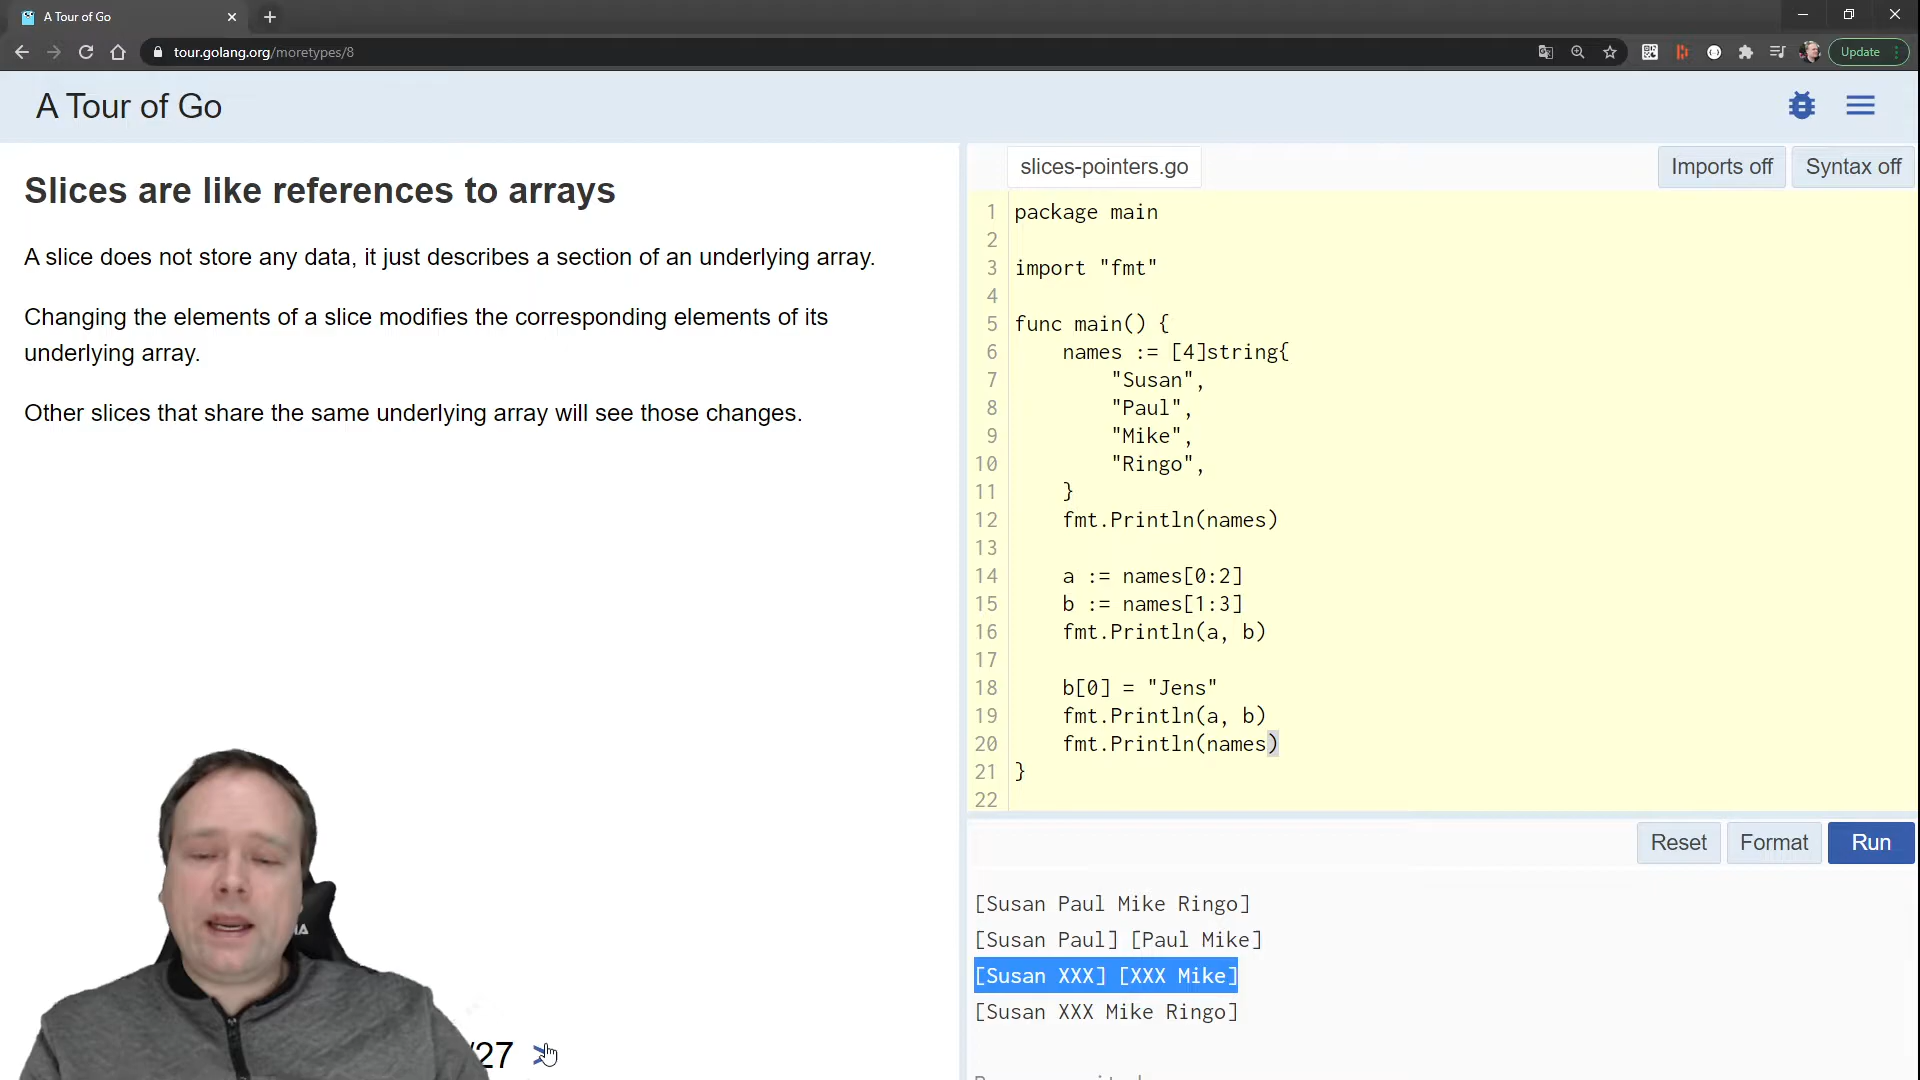 A Tour of Go
tour.golang.org/moretypes/8
Update
A Tour of Go
Slices are like references to arrays
A slice does not store any data, it just describes a section of an underlying array.
Changing the elements of a slice modifies the corresponding elements of its
underlying array.
Other slices that share the same underlying array will see those changes.
/27 >
slices-pointers.go
Imports off
Syntax off
1 package main
2
3 import "fmt"
4
5 func main() {
6 names := [4]string{
7 "Susan",
8 "Paul",
9 "Mike",
10 "Ringo",
11 }
12 fmt.Println(names)
13
14 a := names[0:2]
15 b := names[1:3]
16 fmt.Println(a, b)
17
18 b[0] = "Jens"
19 fmt.Println(a, b)
20 fmt.Println(names)
21 }
22
Reset
Format
Run
[Susan Paul Mike Ringo]
[Susan Paul] [Paul Mike]
[Susan XXX] [XXX Mike]
[Susan XXX Mike Ringo]